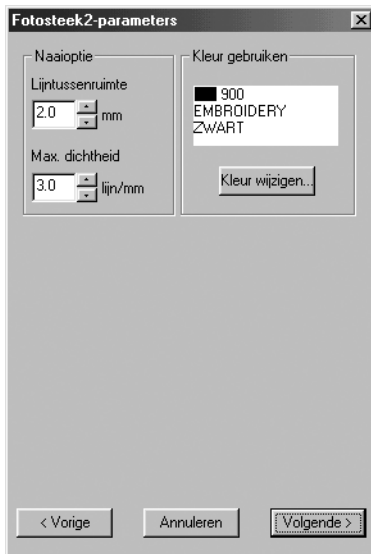 Fotosteek2-parameters
Naaioptie
Lijntussenruimte
2.0 mm
Max. dichtheid
3.0 lijn/mm
Kleur gebruiken
900
EMBROIDERY
ZWART
Kleur wijzigen...
< Vorige
Annuleren
Volgende >